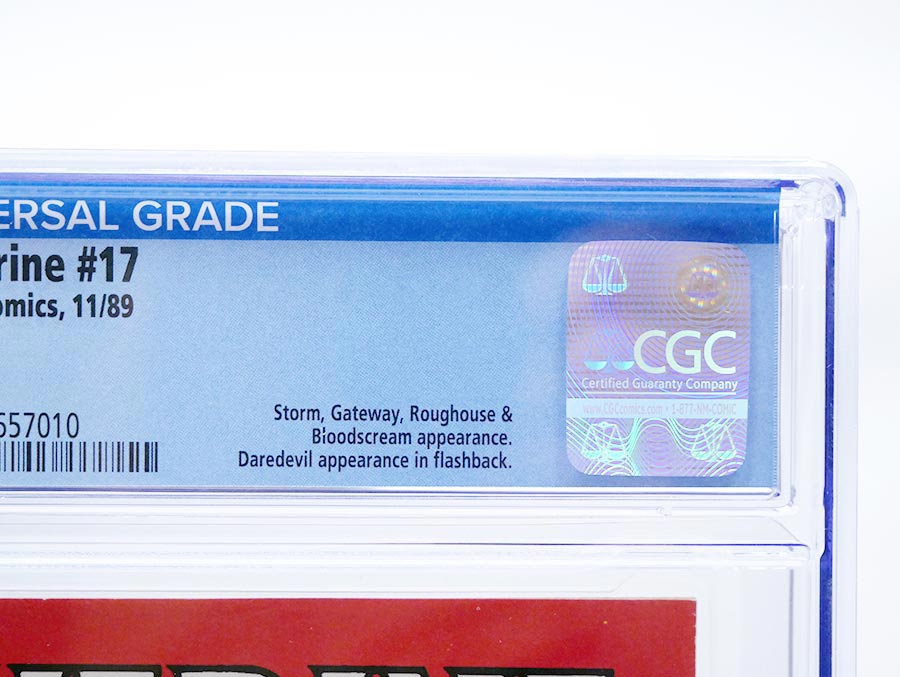 ERSAL GRADE
rine #17
omics, 11/89
657010
Storm, Gateway, Roughouse &
Bloodscream appearance.
Daredevil appearance in flashback.
CGC
Certified Guaranty Company
www.CGCcomics.com • 1-877-NM-COMIC